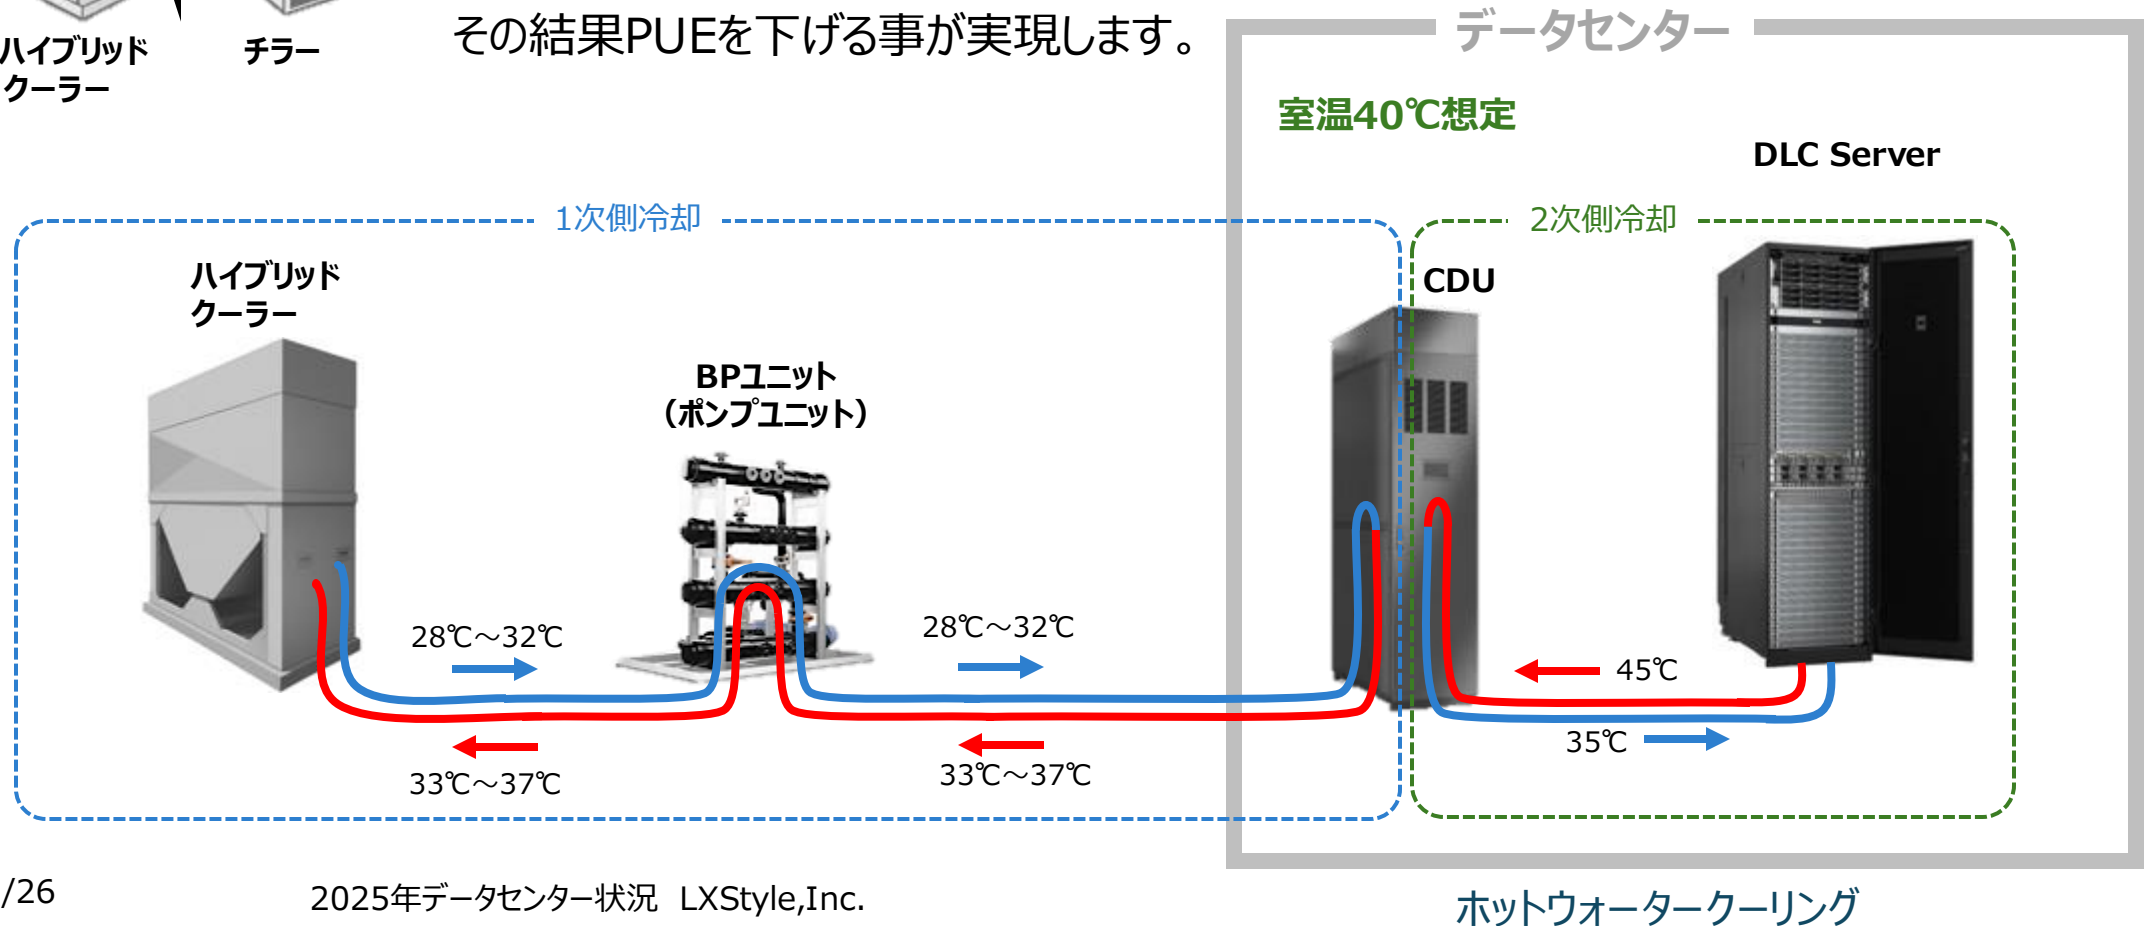 その結果PUEを下げる事が実現します。
ハイブリッド
クーラー
チラー
データセンター
室温40℃想定
DLC Server
1次側冷却
2次側冷却
ハイブリッド
クーラー
CDU
BPユニット
（ポンプユニット）
28℃～32℃
28℃～32℃
45℃
35℃
33℃～37℃
33℃～37℃
/26
2025年データセンター状況 LXStyle,Inc.
ホットウォータークーリング